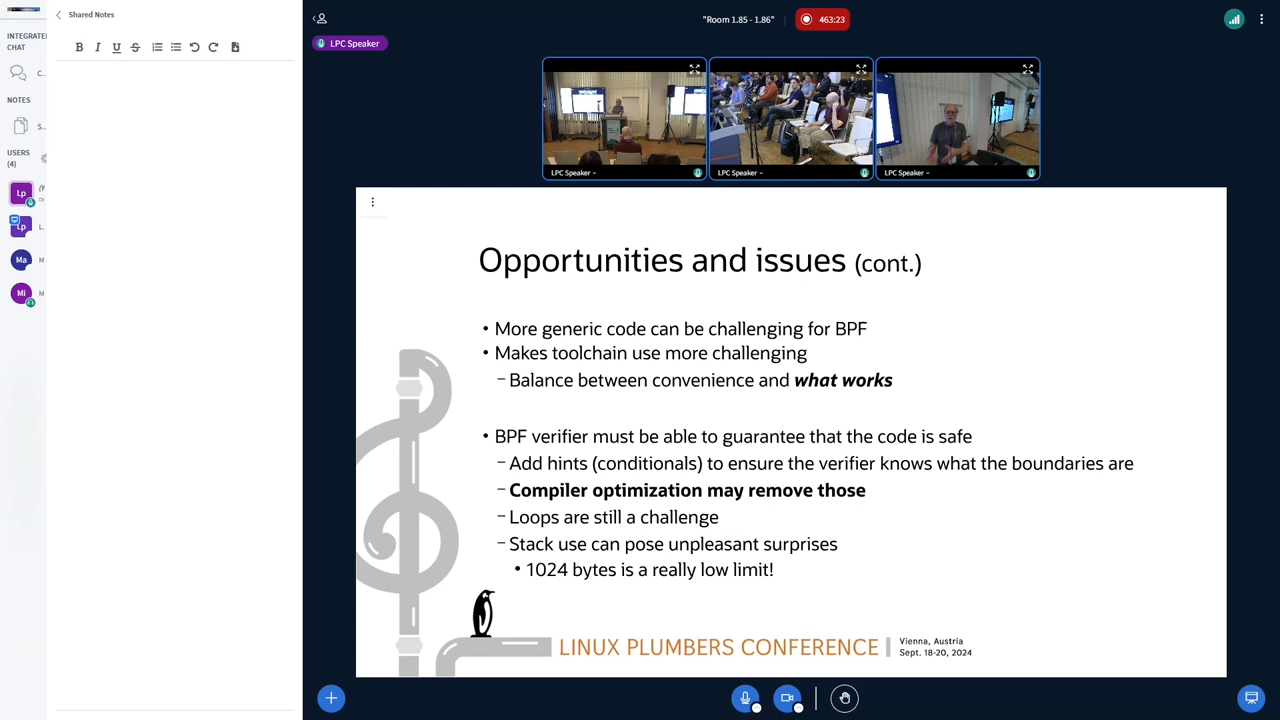 Shared Notes
INTEGRATE
CHAT
C...
NOTES
S...
USERS
(4)
Lp
Lp
L...
Ma
M
Mi
M
B I U S
"Room 1.85 - 1.86"
463:23
LPC Speaker
LPC Speaker
LPC Speaker
LPC Speaker
Opportunities and issues (cont.)
• More generic code can be challenging for BPF
• Makes toolchain use more challenging
– Balance between convenience and what works
• BPF verifier must be able to guarantee that the code is safe
– Add hints (conditionals) to ensure the verifier knows what the boundaries are
– Compiler optimization may remove those
– Loops are still a challenge
– Stack use can pose unpleasant surprises
• 1024 bytes is a really low limit!
LINUX PLUMBERS CONFERENCE
Vienna, Austria
Sept. 18-20, 2024